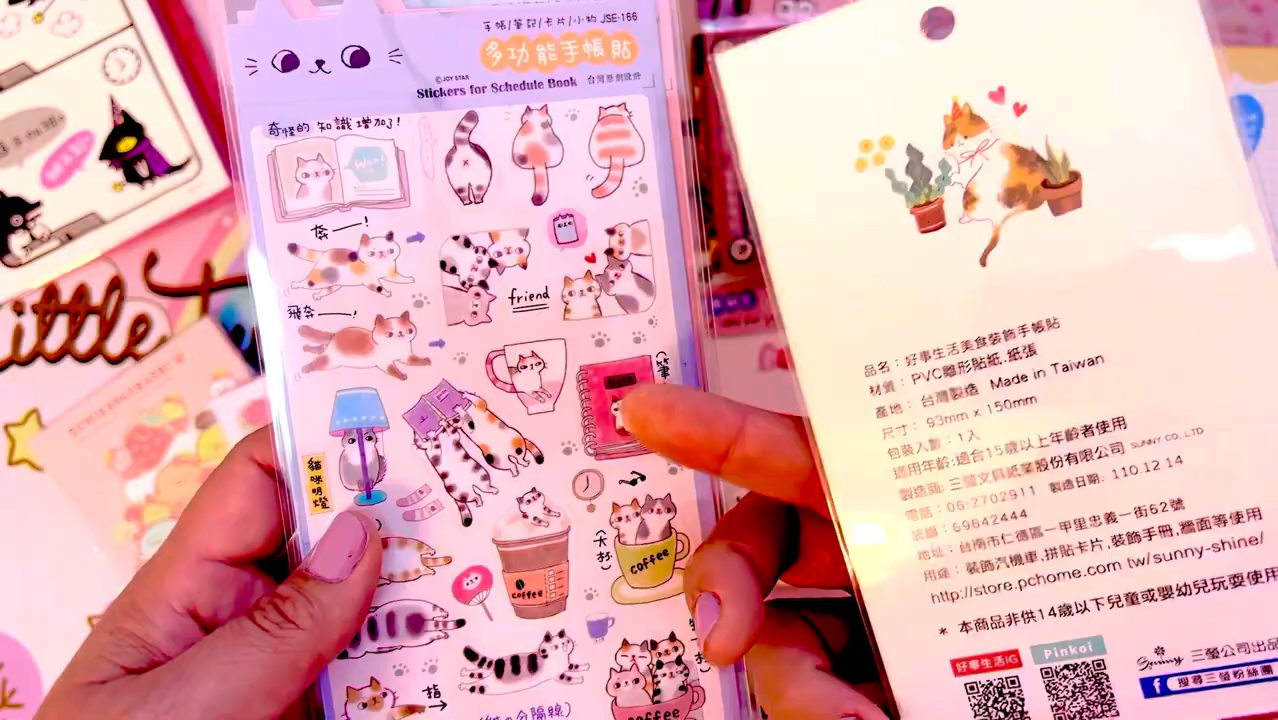 手帳/筆記/卡片/小物 JSE-166
多功能手帳貼
©JOY STAR
Stickers for Schedule Book 台灣原創設計
奇怪的 知識增加了!
奔——!
飛奔——!
friend
貓咪明燈
coffee
(大杯)
coffee
coffee
品名:好事生活美食裝飾手帳貼
材質:PVC離形貼紙.紙張
產地:台灣製造 Made in Taiwan
尺寸:93mm x 150mm
包裝入數:1入
適用年齡:適合15歲以上年齡者使用
製造商:三瑩文具紙業股份有限公司 SUNNY CO. LTD
電話:06-2702911 製造日期:110.12.14
統編:69642444
地址:台南市仁德區一甲里忠義一街62號
用途:裝飾汽機車,拼貼卡片,裝飾手冊,牆面等使用
http://store.pchome.com tw/sunny-shine/
* 本商品非供14歲以下兒童或嬰幼兒玩耍使用
好事生活IG
Pinkoi
Sunny 三瑩公司出品
f 搜尋三瑩粉絲團
ittle